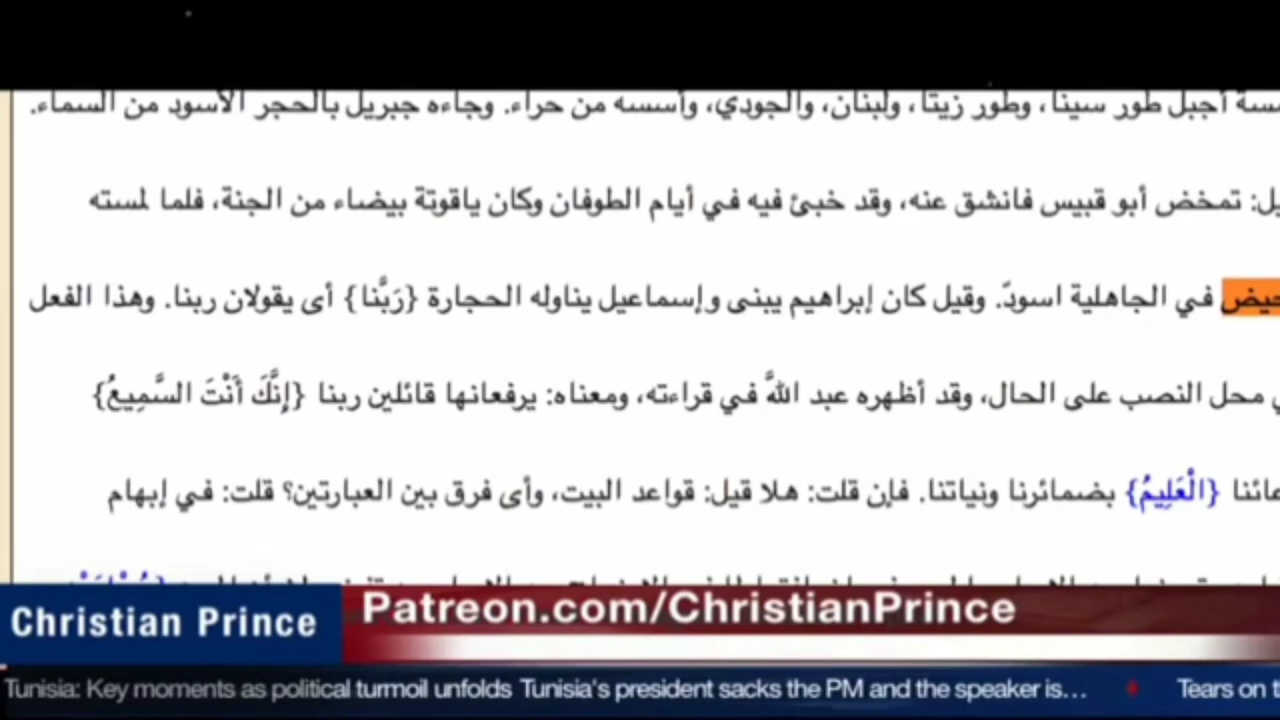 أجبل طور سينا، وطور زيتا، ولبنان، والجودي، وأسسه من حراء. وجاءه جبريل بالحجر الأسود من السماء.
تمخض أبو قبيس فانشق عنه، وقد خبئ فيه في أيام الطوفان وكان ياقوتة بيضاء من الجنة، فلما لمسته
في الجاهلية اسودّ. وقيل كان إبراهيم يبنى وإسماعيل يناوله الحجارة {رَبَّنا} أى يقولان ربنا. وهذا الفعل
محل النصب على الحال، وقد أظهره عبد اللَّه في قراءته، ومعناه: يرفعانها قائلين ربنا {إِنَّكَ أَنْتَ السَّمِيعُ}
{الْعَلِيمُ} بضمائرنا ونياتنا. فإن قلت: هلا قيل: قواعد البيت، وأى فرق بين العبارتين؟ قلت: في إبهام
Christian Prince
Patreon.com/ChristianPrince
Tunisia: Key moments as political turmoil unfolds Tunisia's president sacks the PM and the speaker is... Tears on